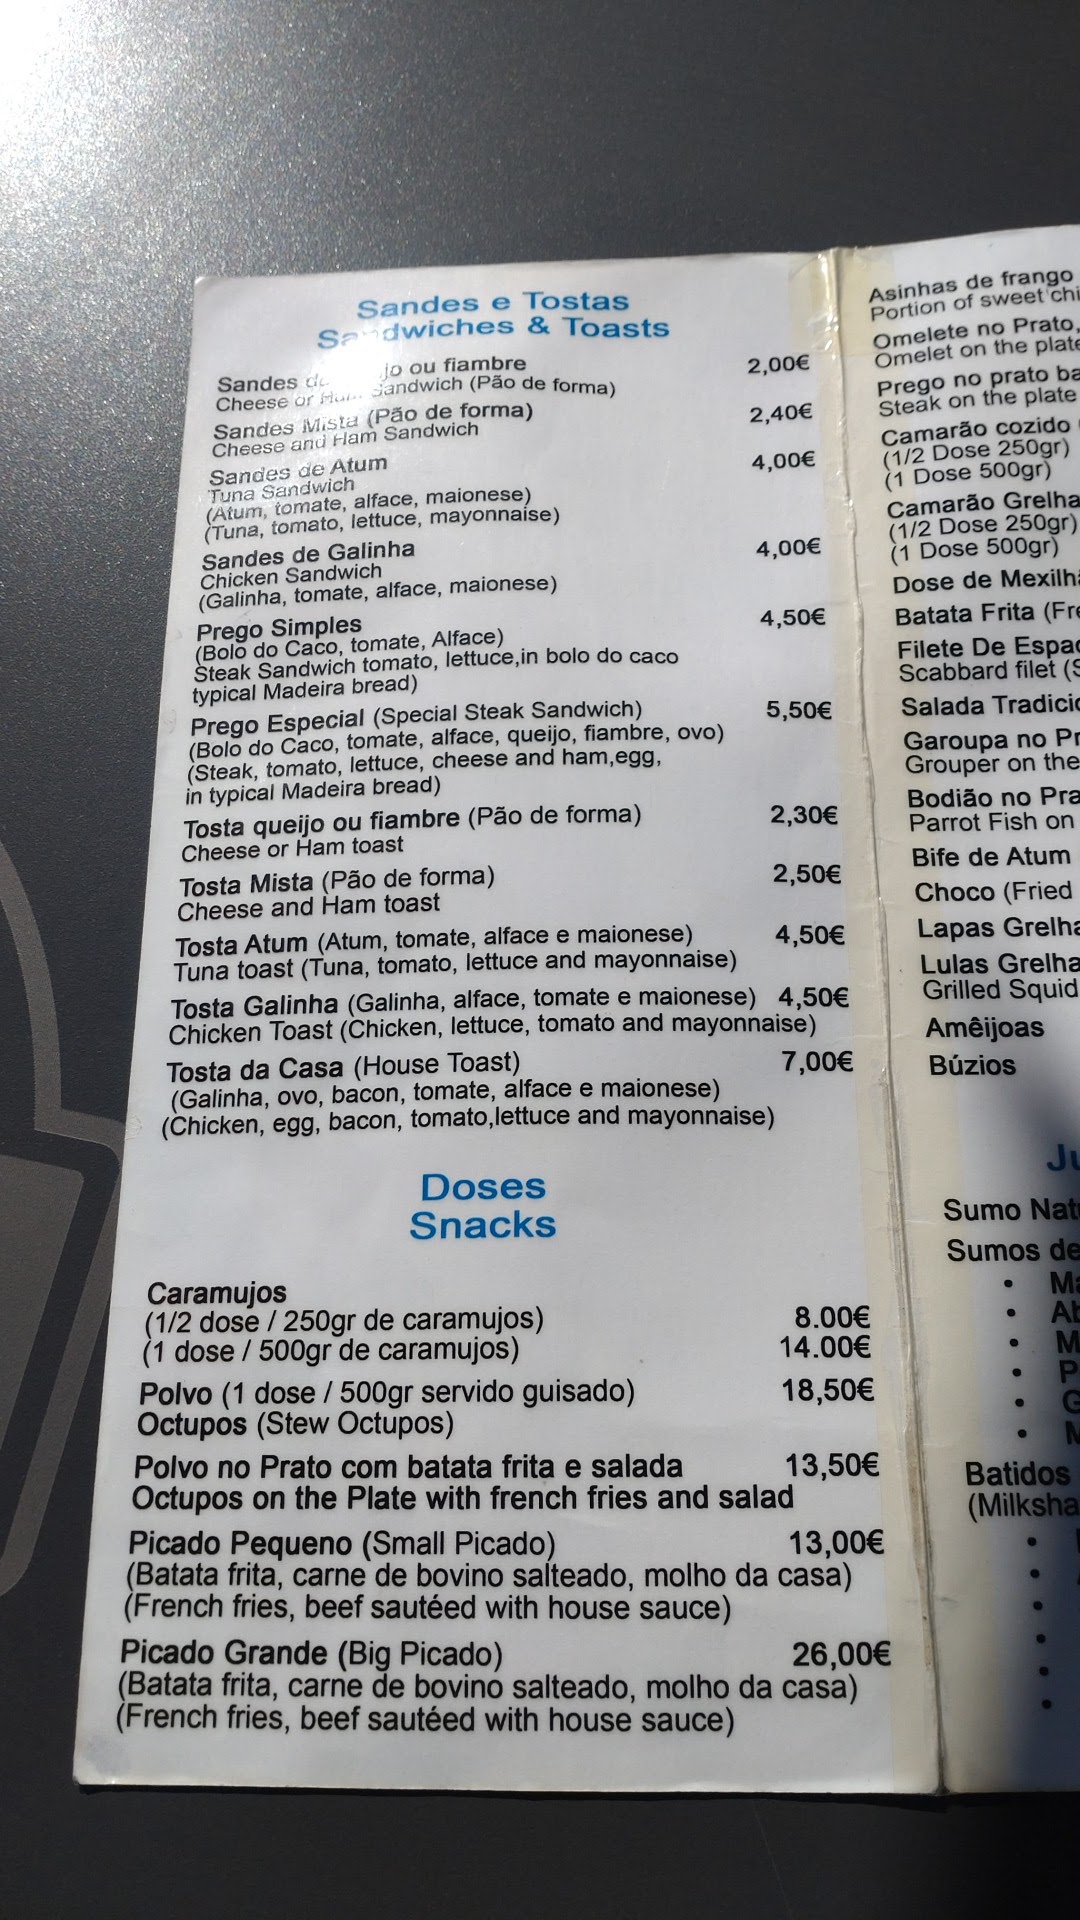 Sandes e Tostas
Sandwiches & Toasts
Sandes de queijo ou fiambre 2,00€
Cheese or Ham Sandwich (Pão de forma)
Sandes Mista (Pão de forma) 2,40€
Cheese and Ham Sandwich
Sandes de Atum 4,00€
Tuna Sandwich
(Atum, tomate, alface, maionese)
(Tuna, tomato, lettuce, mayonnaise)
Sandes de Galinha 4,00€
Chicken Sandwich
(Galinha, tomate, alface, maionese)
Prego Simples 4,50€
(Bolo do Caco, tomate, Alface)
Steak Sandwich tomato, lettuce,in bolo do caco
typical Madeira bread)
Prego Especial (Special Steak Sandwich) 5,50€
(Bolo do Caco, tomate, alface, queijo, fiambre, ovo)
(Steak, tomato, lettuce, cheese and ham,egg,
in typical Madeira bread)
Tosta queijo ou fiambre (Pão de forma) 2,30€
Cheese or Ham toast
Tosta Mista (Pão de forma) 2,50€
Cheese and Ham toast
Tosta Atum (Atum, tomate, alface e maionese) 4,50€
Tuna toast (Tuna, tomato, lettuce and mayonnaise)
Tosta Galinha (Galinha, alface, tomate e maionese) 4,50€
Chicken Toast (Chicken, lettuce, tomato and mayonnaise)
Tosta da Casa (House Toast) 7,00€
(Galinha, ovo, bacon, tomate, alface e maionese)
(Chicken, egg, bacon, tomato,lettuce and mayonnaise)
Doses
Snacks
Caramujos
(1/2 dose / 250gr de caramujos) 8.00€
(1 dose / 500gr de caramujos) 14.00€
Polvo (1 dose / 500gr servido guisado) 18,50€
Octupos (Stew Octupos)
Polvo no Prato com batata frita e salada 13,50€
Octupos on the Plate with french fries and salad
Picado Pequeno (Small Picado) 13,00€
(Batata frita, carne de bovino salteado, molho da casa)
(French fries, beef sautéed with house sauce)
Picado Grande (Big Picado) 26,00€
(Batata frita, carne de bovino salteado, molho da casa)
(French fries, beef sautéed with house sauce)
Asinhas de frango
Portion of sweet
Omelete no Prato,
Omelet on the plate
Prego no prato
Steak on the plate
Camarão cozido
(1/2 Dose 250gr)
(1 Dose 500gr)
Camarão
(1/2 Dose 250gr)
(1 Dose 500gr)
Dose de
Batata Frita
Filete De
Scabbard filet
Salada
Garoupa no
Grouper on the
Bodião no
Parrot Fish on
Bife de Atum
Choco (Fried
Lapas
Lulas
Grilled Squid
Amêijoas
Búzios
Sumo
Sumos de
Batidos